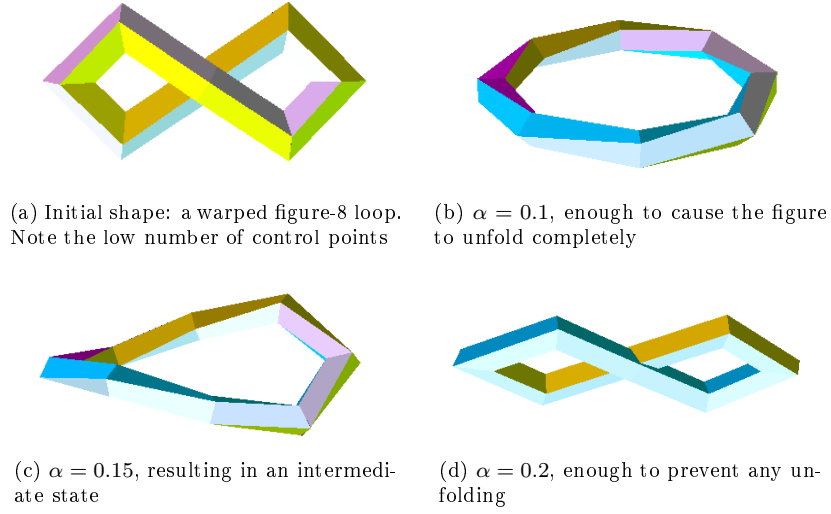 (a) Initial shape: a warped figure-8 loop.
Note the low number of control points
(b) α = 0.1, enough to cause the figure
to unfold completely
(c) α = 0.15, resulting in an intermedi-
ate state
(d) α = 0.2, enough to prevent any un-
folding